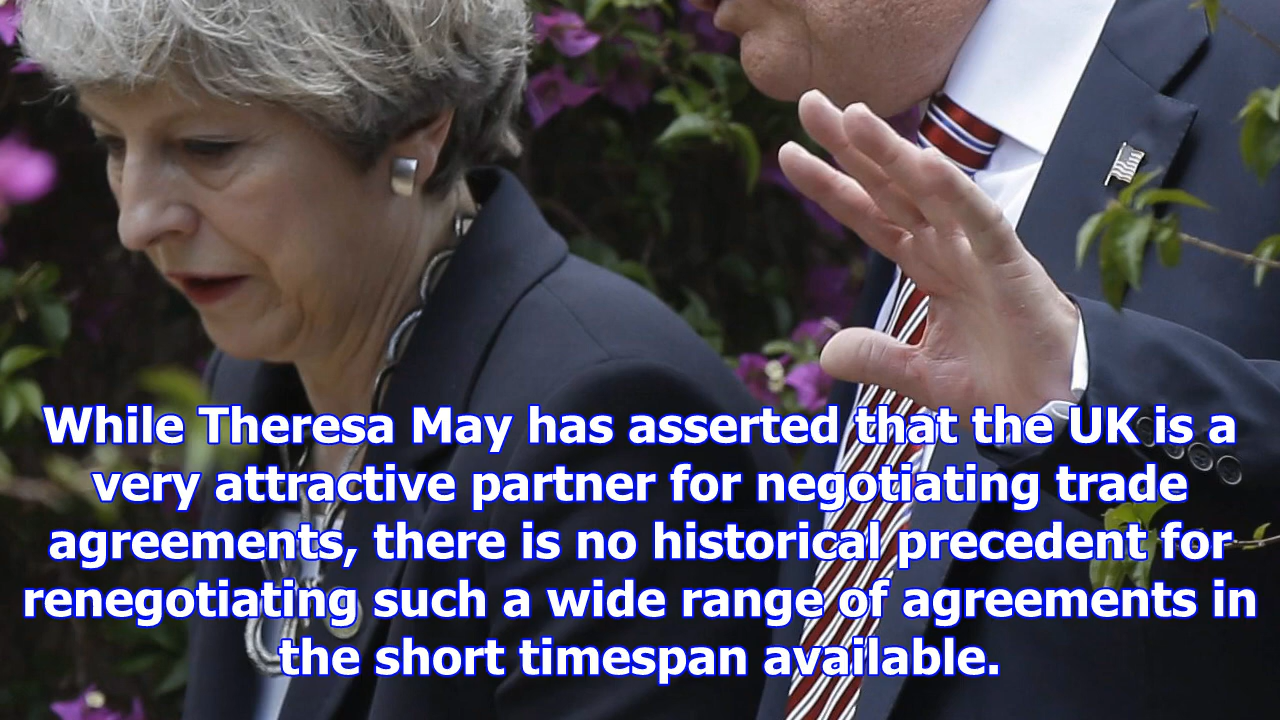 While Theresa May has asserted that the UK is a
very attractive partner for negotiating trade
agreements, there is no historical precedent for
renegotiating such a wide range of agreements in
the short timespan available.